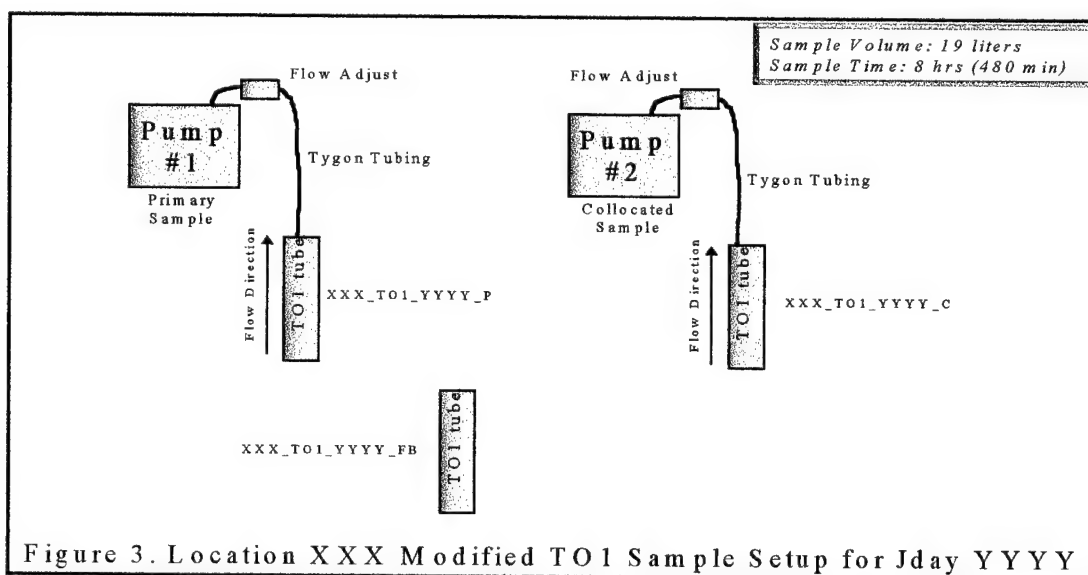 Sample Volume: 19 liters
Sample Time: 8 hrs (480 min)
Flow Adjust
Pump
#1
Tygon Tubing
Primary
Sample
Flow Direction
TO1 tube
XXX_TO1_YYYY_P
Flow Adjust
Pump
#2
Tygon Tubing
Collocated
Sample
Flow Direction
TO1 tube
XXX_TO1_YYYY_C
XXX_TO1_YYYY_FB
TO1 tube
Figure 3. Location XXX Modified TO1 Sample Setup for Jday YYYY